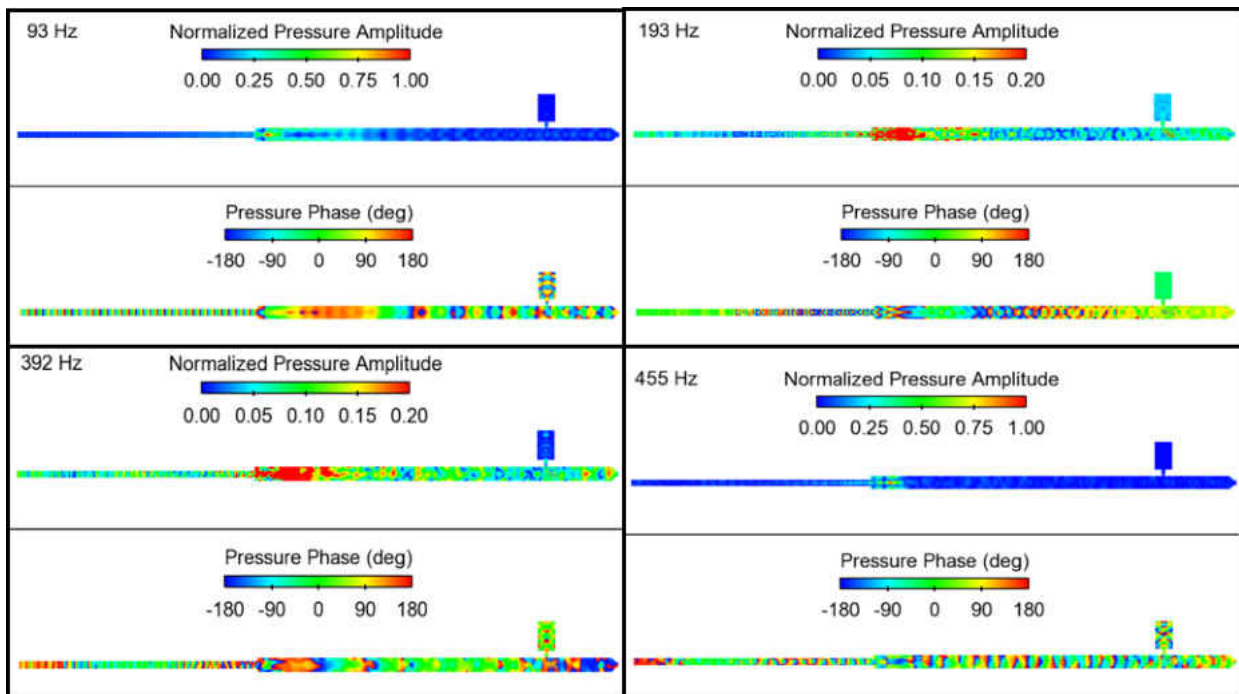 93 Hz
Normalized Pressure Amplitude
0.00 0.25 0.50 0.75 1.00
Pressure Phase (deg)
-180 -90 0 90 180
193 Hz
Normalized Pressure Amplitude
0.00 0.05 0.10 0.15 0.20
Pressure Phase (deg)
-180 -90 0 90 180
392 Hz
Normalized Pressure Amplitude
0.00 0.05 0.10 0.15 0.20
Pressure Phase (deg)
-180 -90 0 90 180
455 Hz
Normalized Pressure Amplitude
0.00 0.25 0.50 0.75 1.00
Pressure Phase (deg)
-180 -90 0 90 180